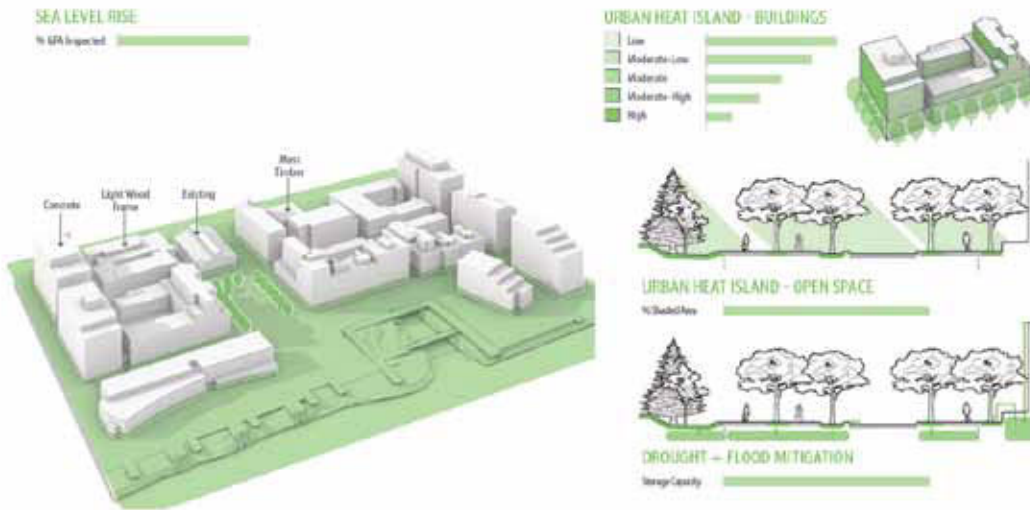 SEA LEVEL RISE
% GFA Impacted
Concrete
Light Wood
Frame
Existing
Mass
Timber
URBAN HEAT ISLAND - BUILDINGS
Low
Moderate-Low
Moderate
Moderate-High
High
URBAN HEAT ISLAND - OPEN SPACE
% Shaded Area
DROUGHT + FLOOD MITIGATION
Storage Capacity